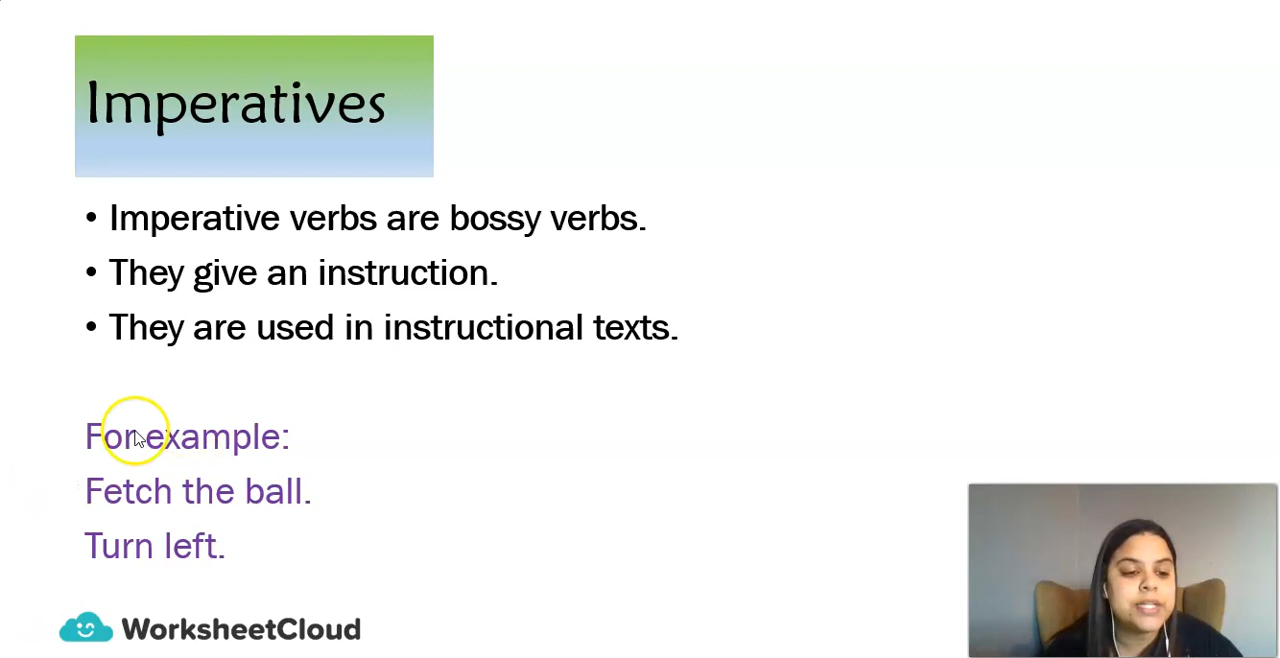 Imperatives
• Imperative verbs are bossy verbs.
• They give an instruction.
• They are used in instructional texts.
For example:
Fetch the ball.
Turn left.
WorksheetCloud